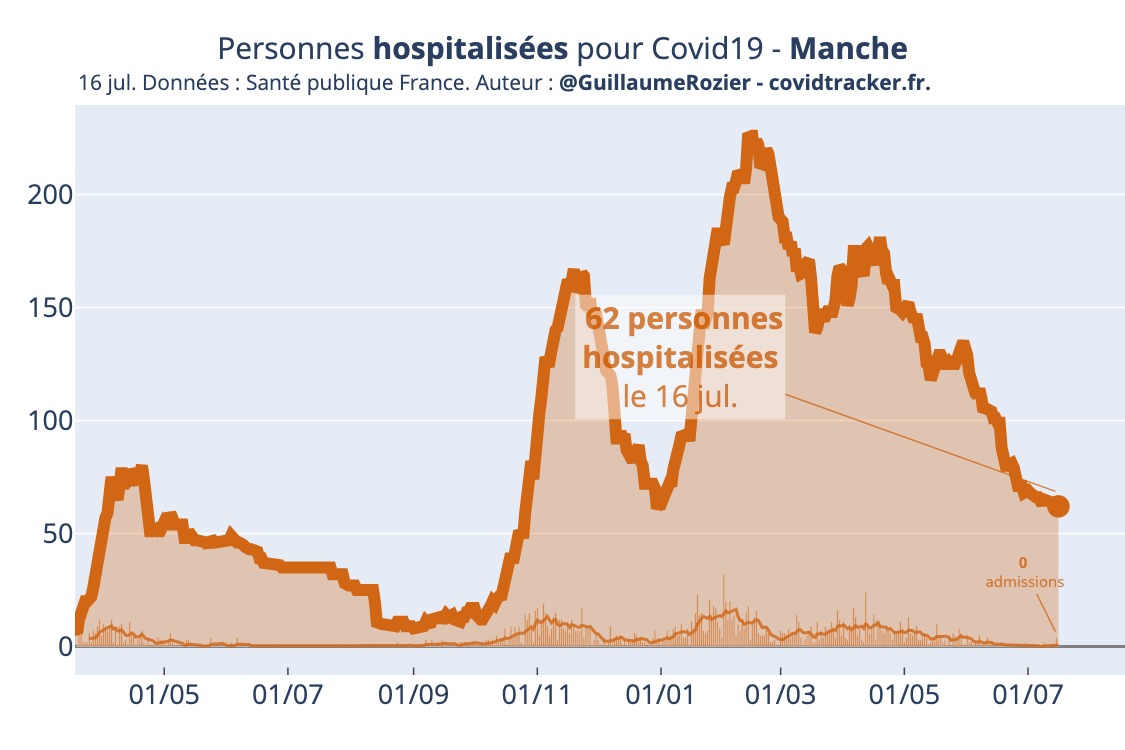 Personnes hospitalisées pour Covid19 - Manche
16 jul. Données : Santé publique France. Auteur : @GuillaumeRozier - covidtracker.fr.
200
150
100
50
0
62 personnes
hospitalisées
le 16 jul.
0
admissions
01/05 01/07 01/09 01/11 01/01 01/03 01/05 01/07